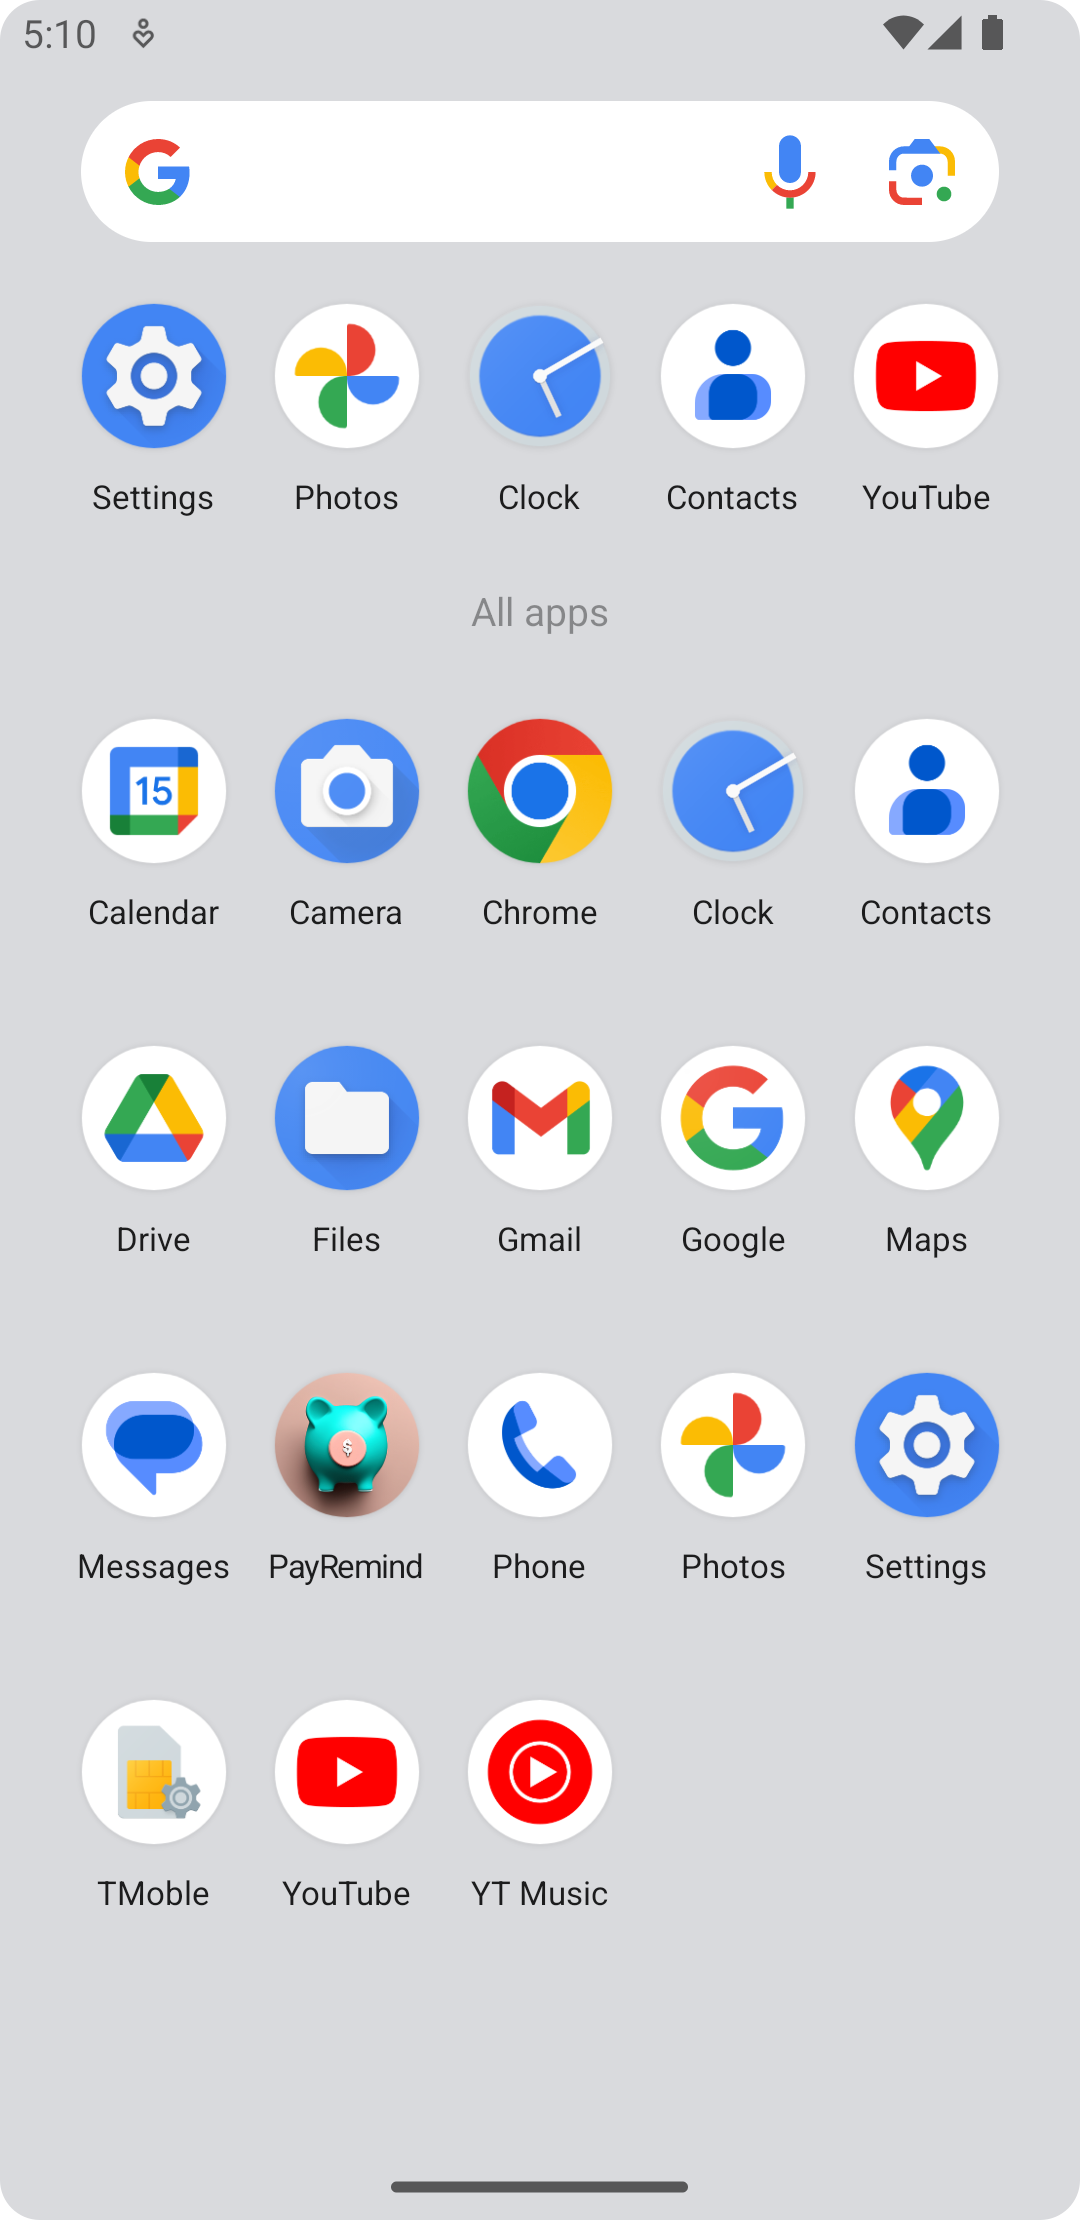 5:10
Settings Photos Clock Contacts YouTube
All apps
15
Calendar Camera Chrome Clock Contacts
Drive Files Gmail Google Maps
$
Messages PayRemind Phone Photos Settings
TMoble YouTube YT Music